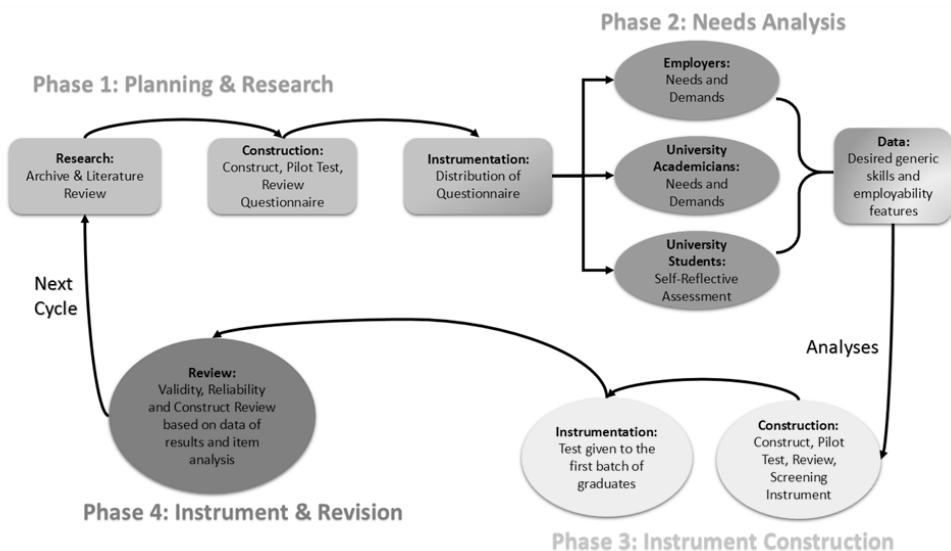 Phase 2: Needs Analysis
Employers:
Needs and
Demands
Phase 1: Planning & Research
Research:
Archive & Literature
Review
Construction:
Construct, Pilot Test,
Review
Questionnaire
Instrumentation:
Distribution of
Questionnaire
University
Academicians:
Needs and
Demands
Data:
Desired generic
skills and
employability
features
University
Students:
Self-Reflective
Assessment
Next
Cycle
Analyses
Review:
Validity, Reliability
and Construct Review
based on data of
results and item
analysis
Instrumentation:
Test given to the
first batch of
graduates
Construction:
Construct, Pilot
Test, Review,
Screening
Instrument
Phase 4: Instrument & Revision
Phase 3: Instrument Construction